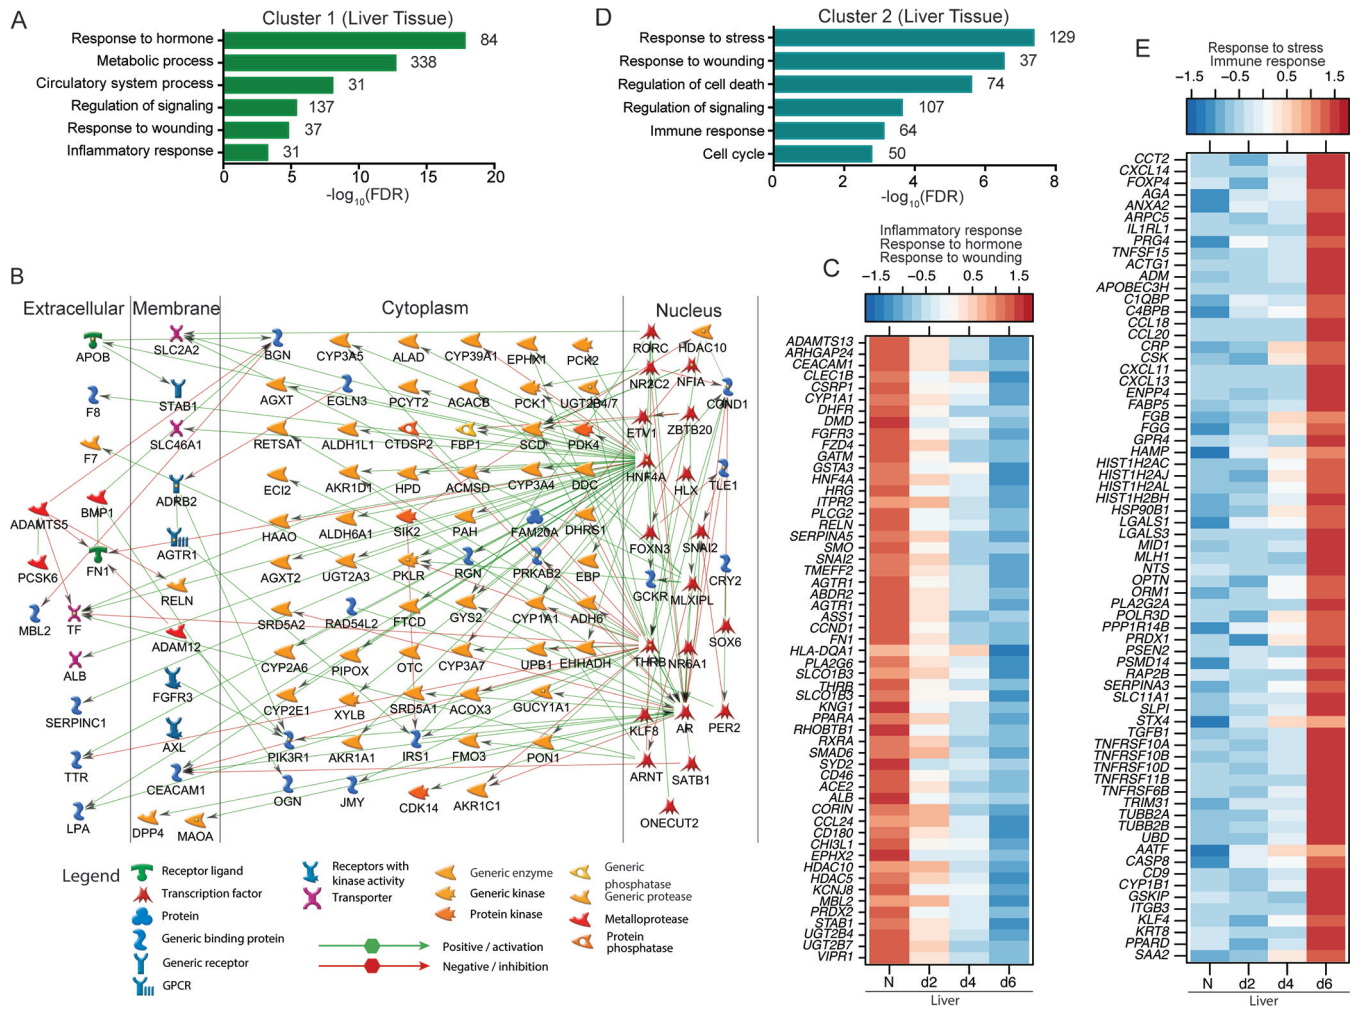 A
Cluster 1 (Liver Tissue)
Response to hormone 84
Metabolic process 338
Circulatory system process 31
Regulation of signaling 137
Response to wounding 37
Inflammatory response 31
0 5 10 15 20
-log10(FDR)
D
Cluster 2 (Liver Tissue)
Response to stress 129
Response to wounding 37
Regulation of cell death 74
Regulation of signaling 107
Immune response 64
Cell cycle 50
0 2 4 6 8
-log10(FDR)
B
Extracellular Membrane Cytoplasm Nucleus
APOB SLC2A2 BGN CYP3A5 ALAD CYP39A1 EPHX1 PCK2 RORC HDAC10
F8 STAB1 AGXT EGLN3 PCYT2 ACACB PCK1 UGT2B4/7 NR2C2 NFIA CCND1
F7 SLC46A1 RETSAT ALDH1L1 CTDSP2 FBP1 SCD PDK4 ETV1 ZBTB20
ADAMTS5 BMP1 ADRB2 ECI2 AKR1D1 HPD ACMSD CYP3A4 DDC HNF4A HLX TLE1
AGTR1 HAAO ALDH6A1 SIK2 PAH FAM20A DHRS1 FOXN3 SNAI2
PCSK6 FN1 RELN AGXT2 UGT2A3 PKLR RGN PRKAB2 EBP GCKR MLXIPL CRY2
MBL2 TF ADAM12 SRD5A2 RAD54L2 FTCD GYS2 CYP1A1 ADH6 SOX6
ALB FGFR3 CYP2A6 PIPOX OTC CYP3A7 UPB1 EHHADH THRB NR6A1
SERPINC1 AXL CYP2E1 XYLB SRD5A1 ACOX3 GUCY1A1 KLF8 AR PER2
TTR CEACAM1 PIK3R1 AKR1A1 IRS1 FMO3 PON1 ARNT SATB1
LPA DPP4 MAOA OGN JMY CDK14 AKR1C1 ONECUT2
Legend
Receptor ligand
Transcription factor
Protein
Generic binding protein
Generic receptor
GPCR
Receptors with
kinase activity
Transporter
Generic enzyme
Generic kinase
Protein kinase
Generic
phosphatase
Generic protease
Metalloprotease
Protein
phosphatase
Positive / activation
Negative / inhibition
C
Inflammatory response
Response to hormone
Response to wounding
−1.5 −0.5 0.5 1.5
ADAMTS13
ARHGAP24
CEACAM1
CLEC1B
CSRP1
CYP1A1
DHFR
DMD
FGFR3
FZD4
GATM
GSTA3
HNF4A
HRG
ITPR2
PLCG2
RELN
SERPINA5
SMO
SNAI2
TMEFF2
AGTR1
ABDR2
AGTR1
ASS1
CCND1
FN1
HLA-DQA1
PLA2G6
SLCO1B3
THRB
SLCO1B3
KNG1
PPARA
RHOBTB1
RXRA
SMAD6
SYD2
CD46
ACE2
ALB
CORIN
CCL24
CD180
CHI3L1
EPHX2
HDAC10
HDAC5
KCNJ8
MBL2
PRDX2
STAB1
UGT2B4
UGT2B7
VIPR1
N d2 d4 d6
Liver
E
Response to stress
Immune response
−1.5 −0.5 0.5 1.5
CCT2
CXCL14
FOXP4
AGA
ANXA2
ARPC5
IL1RL1
PRG4
TNFSF15
ACTG1
ADM
APOBEC3H
C1QBP
C4BPB
CCL18
CCL20
CRP
CSK
CXCL11
CXCL13
ENPP4
FABP5
FGB
FGG
GPR4
HAMP
HIST1H2AC
HIST1H2AJ
HIST1H2AL
HIST1H2BH
HSP90B1
LGALS1
LGALS3
MID1
MLH1
NTS
OPTN
ORM1
PLA2G2A
POLR3D
PPP1R14B
PRDX1
PSEN2
PSMD14
RAP2B
SERPINA3
SLC11A1
SLPI
STX4
TGFB1
TNFRSF10A
TNFRSF10B
TNFRSF10D
TNFRSF11B
TNFRSF6B
TRIM31
TUBB2A
TUBB2B
UBD
AATF
CASP8
CD9
CYP1B1
GSKIP
ITGB3
KLF4
KRT8
PPARD
SAA2
N d2 d4 d6
Liver